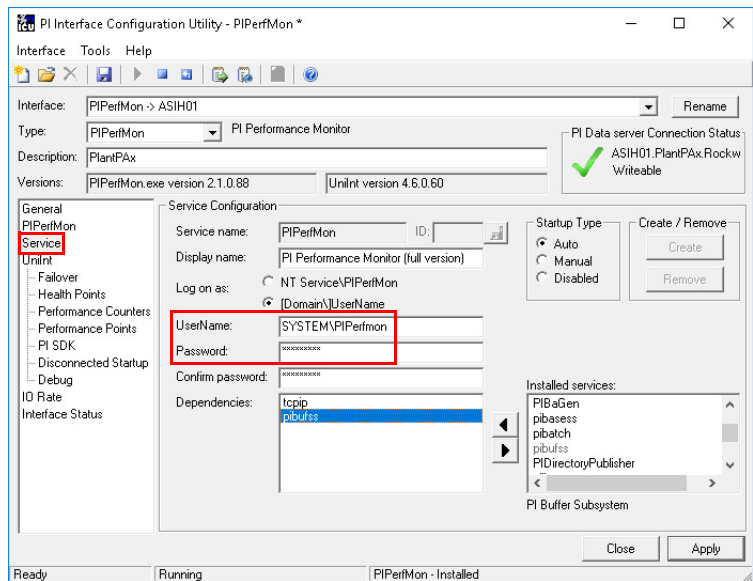 PI Interface Configuration Utility - PIPerfMon *
Interface Tools Help
Interface: PIPerfMon -> ASIH01 Rename
Type: PIPerfMon PI Performance Monitor
PI Data server Connection Status
Description: PlantPAx
ASIH01.PlantPAx.Rockw
Writeable
Versions: PIPerfMon.exe version 2.1.0.88 UniInt version 4.6.0.60
General
PIPerfMon
Service
UniInt
Failover
Health Points
Performance Counters
Performance Points
PI SDK
Disconnected Startup
Debug
IO Rate
Interface Status
Service Configuration
Service name: PIPerfMon ID:
Display name: PI Performance Monitor (full version)
Log on as: NT Service\PIPerfMon
[Domain\]UserName
UserName: SYSTEM\PIPerfmon
Password: ×××××××××
Confirm password: ×××××××××
Dependencies: tcpip
pibufss
Startup Type
Auto
Manual
Disabled
Create / Remove
Create
Remove
Installed services:
PIBaGen
pibasess
pibatch
pibufss
PIDirectoryPublisher
PI Buffer Subsystem
Close Apply
Ready Running PIPerfMon - Installed